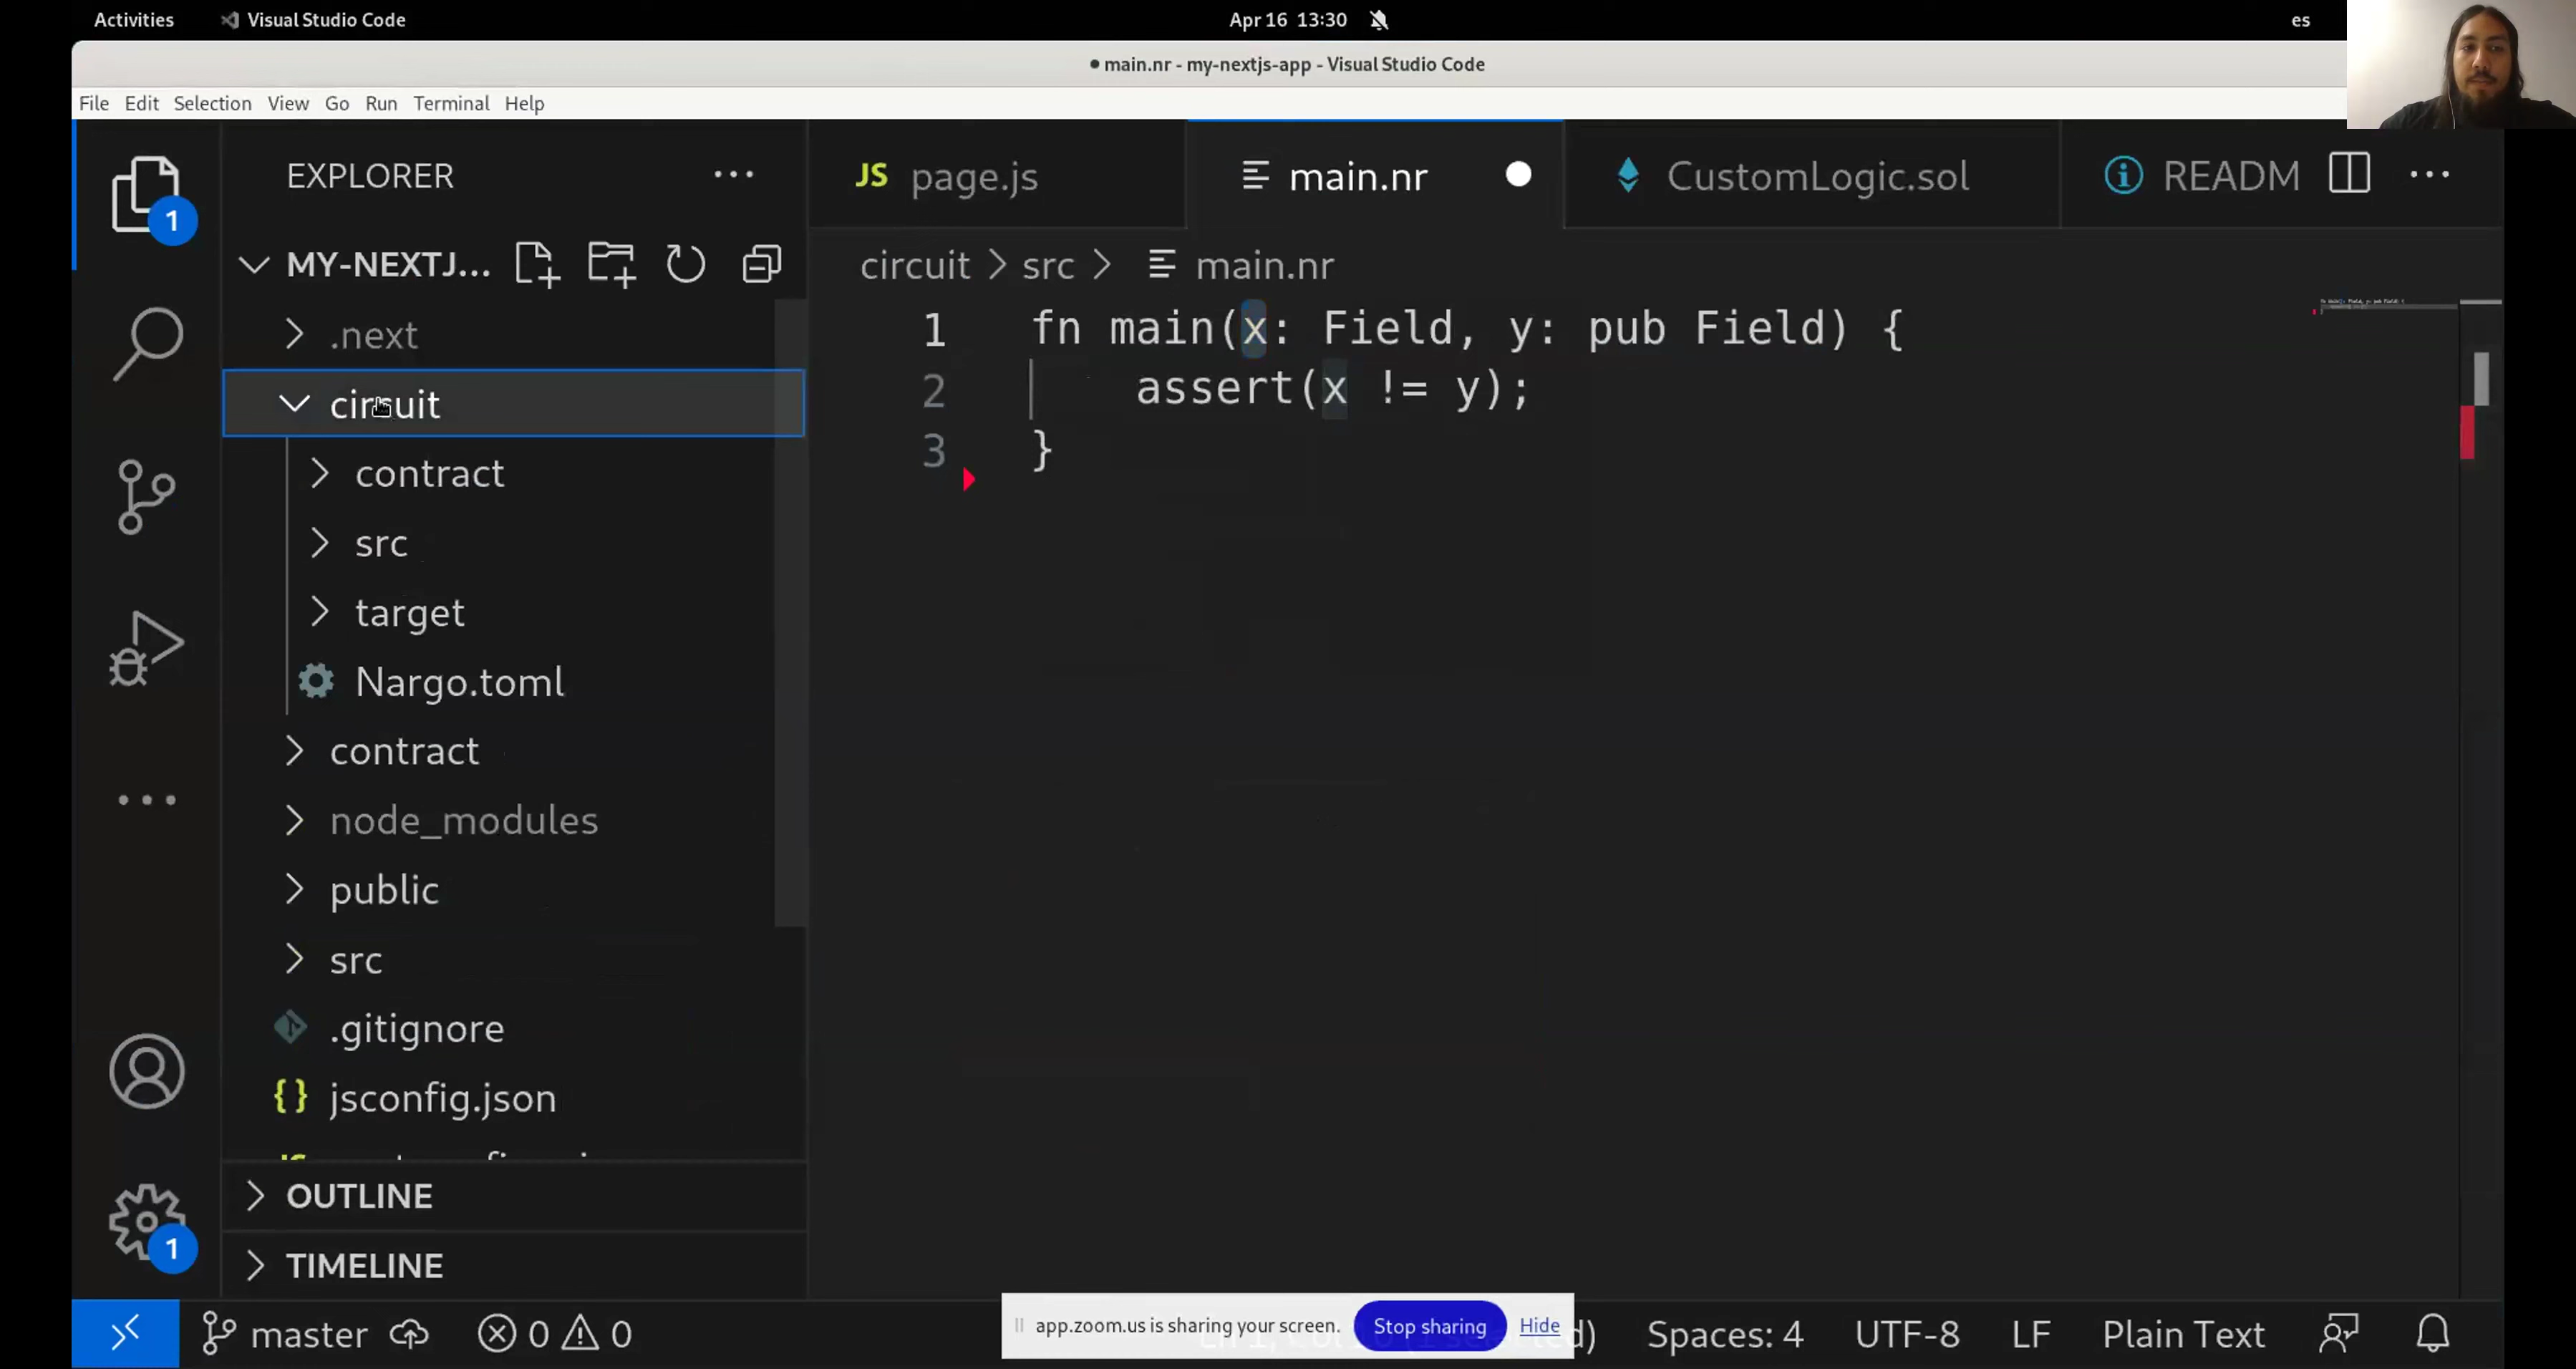 Activities Visual Studio Code Apr 16 13:30 es
● main.nr - my-nextjs-app - Visual Studio Code
File Edit Selection View Go Run Terminal Help
EXPLORER ···
JS page.js main.nr CustomLogic.sol READM ···
1
MY-NEXTJ...
circuit > src > main.nr
.next
circuit
contract
src
target
Nargo.toml
contract
node_modules
public
src
.gitignore
{} jsconfig.json
OUTLINE
TIMELINE
1 fn main(x: Field, y: pub Field) {
2 assert(x != y);
3 }
1
master 0 0
app.zoom.us is sharing your screen. Stop sharing Hide
Spaces: 4 UTF-8 LF Plain Text